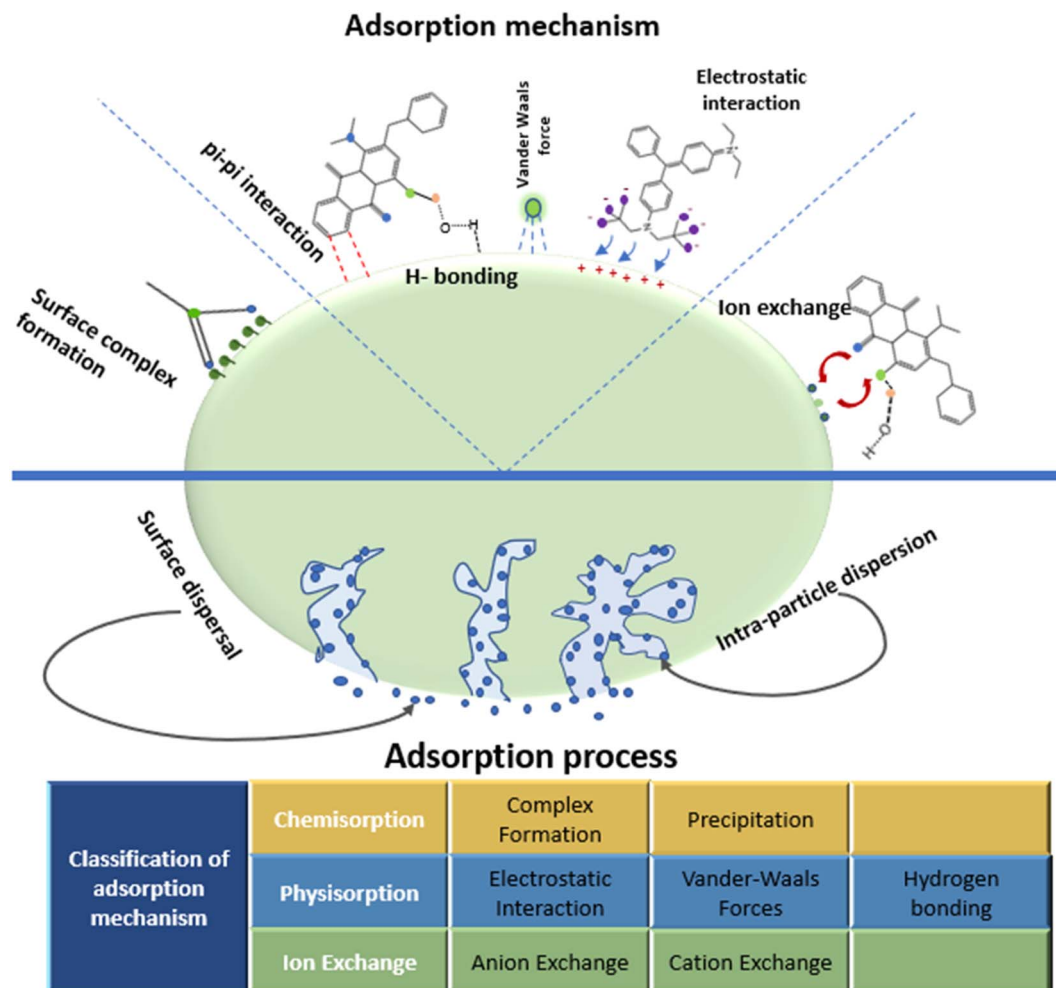 Adsorption mechanism
Electrostatic
interaction
Vander Waals
force
pi-pi interaction
O
H
N
N
H- bonding
- - - - - -
+ + + + + +
Surface complex
formation
Ion exchange
O
H
Surface dispersal
Intra-particle dispersion
Adsorption process
Classification of
adsorption
mechanism
Chemisorption
Complex
Formation
Precipitation
Physisorption
Electrostatic
Interaction
Vander-Waals
Forces
Hydrogen
bonding
Ion Exchange
Anion Exchange
Cation Exchange